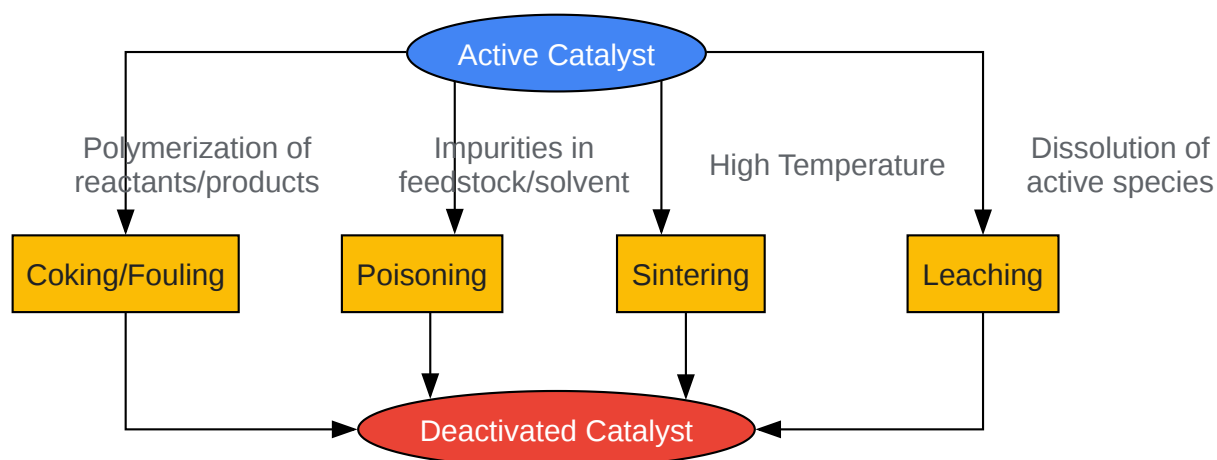 Active Catalyst
Polymerization of
reactants/products
Impurities in
feedstock/solvent
High Temperature
Dissolution of
active species
Coking/Fouling
Poisoning
Sintering
Leaching
Deactivated Catalyst